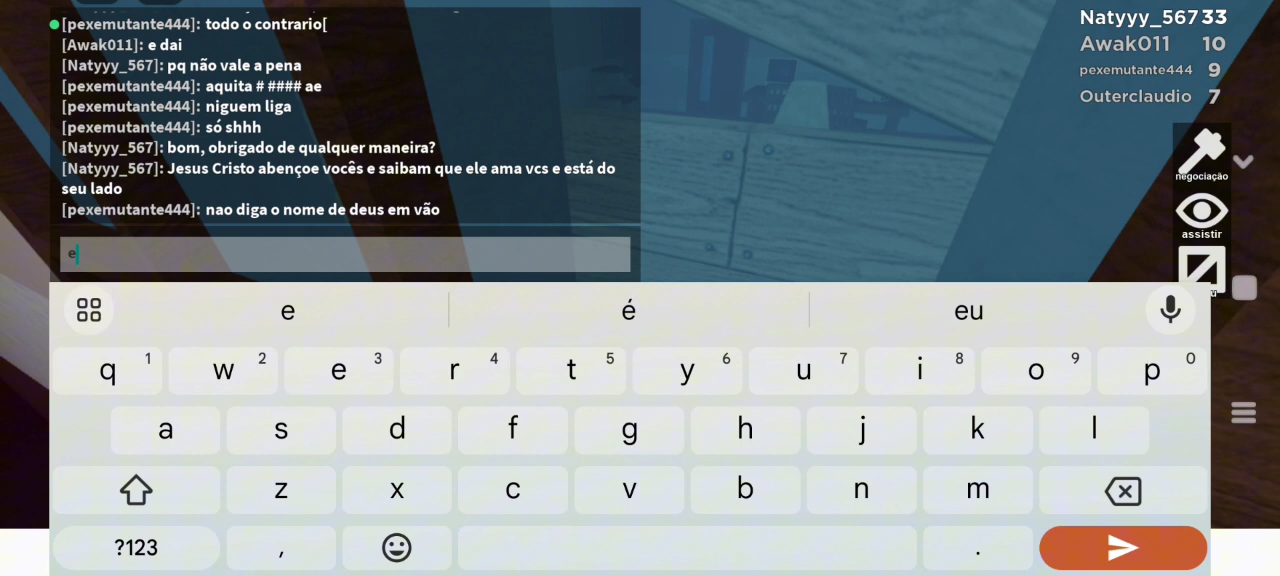 [pexemutante444]: todo o contrario[
[Awak011]: e dai
[Natyyy_567]: pq não vale a pena
[pexemutante444]: aquita # #### ae
[pexemutante444]: niguem liga
[pexemutante444]: só shhh
[Natyyy_567]: bom, obrigado de qualquer maneira?
[Natyyy_567]: Jesus Cristo abençoe vocês e saibam que ele ama vcs e está do
seu lado
[pexemutante444]: nao diga o nome de deus em vão
e
Natyyy_567 33
Awak011 10
pexemutante444 9
Outerclaudio 7
negociação
assistir
e é eu
q 1 w 2 e 3 r 4 t 5 y 6 u 7 i 8 o 9 p 0
a s d f g h j k l
z x c v b n m
?123 , .